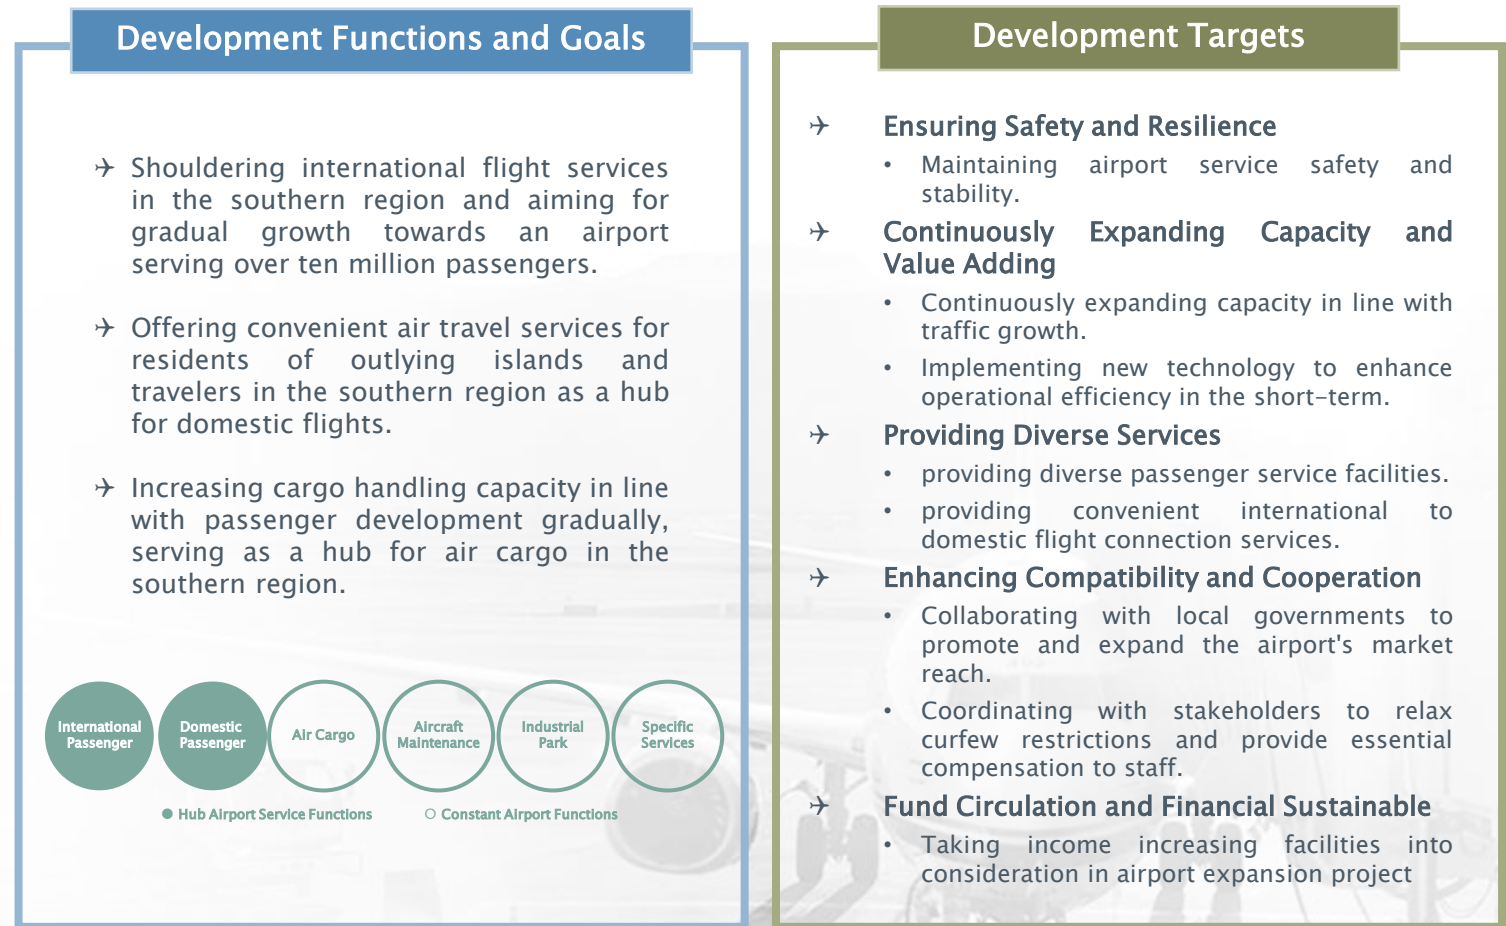 Development Functions and Goals
Shouldering international flight services
in the southern region and aiming for
gradual growth towards an airport
serving over ten million passengers.
Offering convenient air travel services for
residents of outlying islands and
travelers in the southern region as a hub
for domestic flights.
Increasing cargo handling capacity in line
with passenger development gradually,
serving as a hub for air cargo in the
southern region.
International
Passenger
Domestic
Passenger
Air Cargo
Aircraft
Maintenance
Industrial
Park
Specific
Services
Hub Airport Service Functions
Constant Airport Functions
Development Targets
Ensuring Safety and Resilience
• Maintaining airport service safety and
stability.
Continuously Expanding Capacity and
Value Adding
• Continuously expanding capacity in line with
traffic growth.
• Implementing new technology to enhance
operational efficiency in the short-term.
Providing Diverse Services
• providing diverse passenger service facilities.
• providing convenient international to
domestic flight connection services.
Enhancing Compatibility and Cooperation
• Collaborating with local governments to
promote and expand the airport's market
reach.
• Coordinating with stakeholders to relax
curfew restrictions and provide essential
compensation to staff.
Fund Circulation and Financial Sustainable
• Taking income increasing facilities into
consideration in airport expansion project